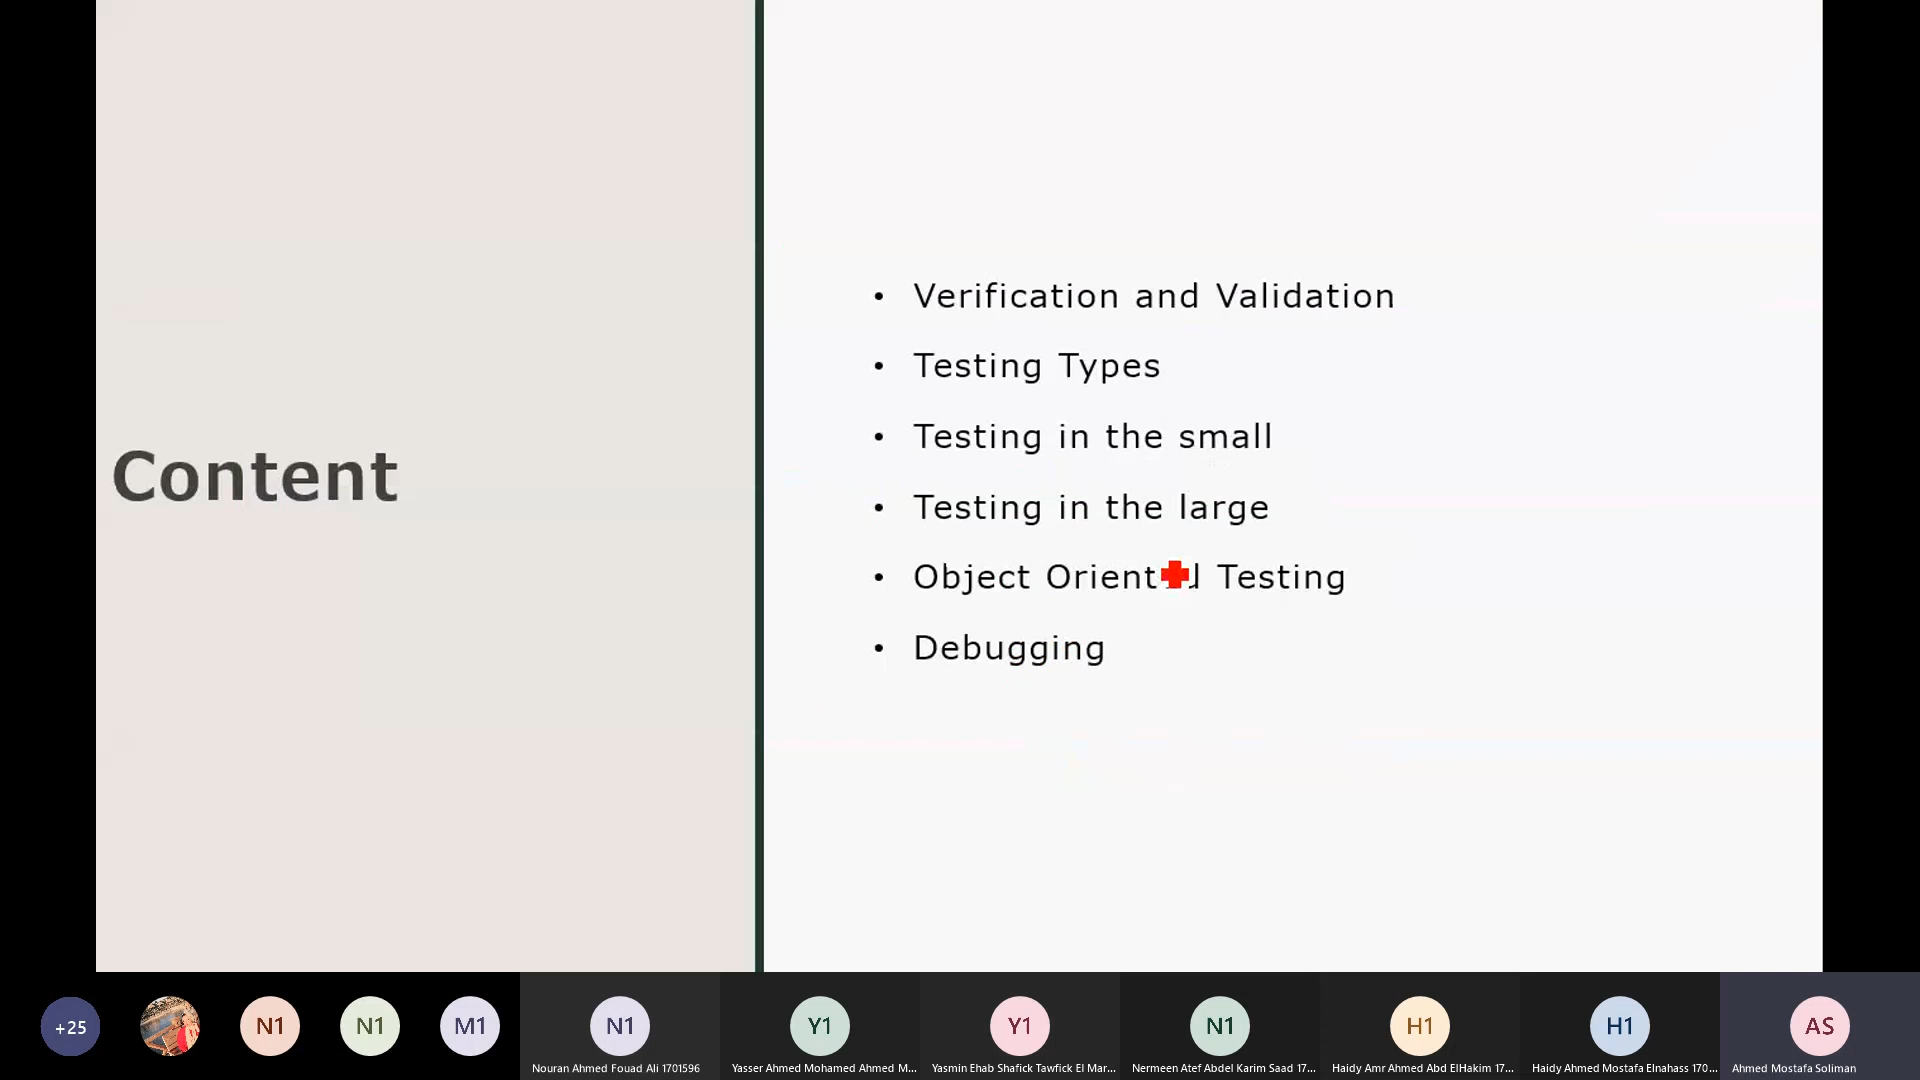 Content
• Verification and Validation
• Testing Types
• Testing in the small
• Testing in the large
• Object Testing
• Debugging
+25
N1
N1
M1
N1
Y1
Y1
N1
H1
H1
AS
Nouran Ahmed Fouad Ali 1701596
Yasser Ahmed Mohamed Ahmed M...
Yasmin Ehab Shafick Tawfick El Mar...
Nermeen Atef Abdel Karim Saad 17...
Haidy Amr Ahmed Abd ElHakim 17...
Haidy Ahmed Mostafa Elnahass 170...
Ahmed Mostafa Soliman